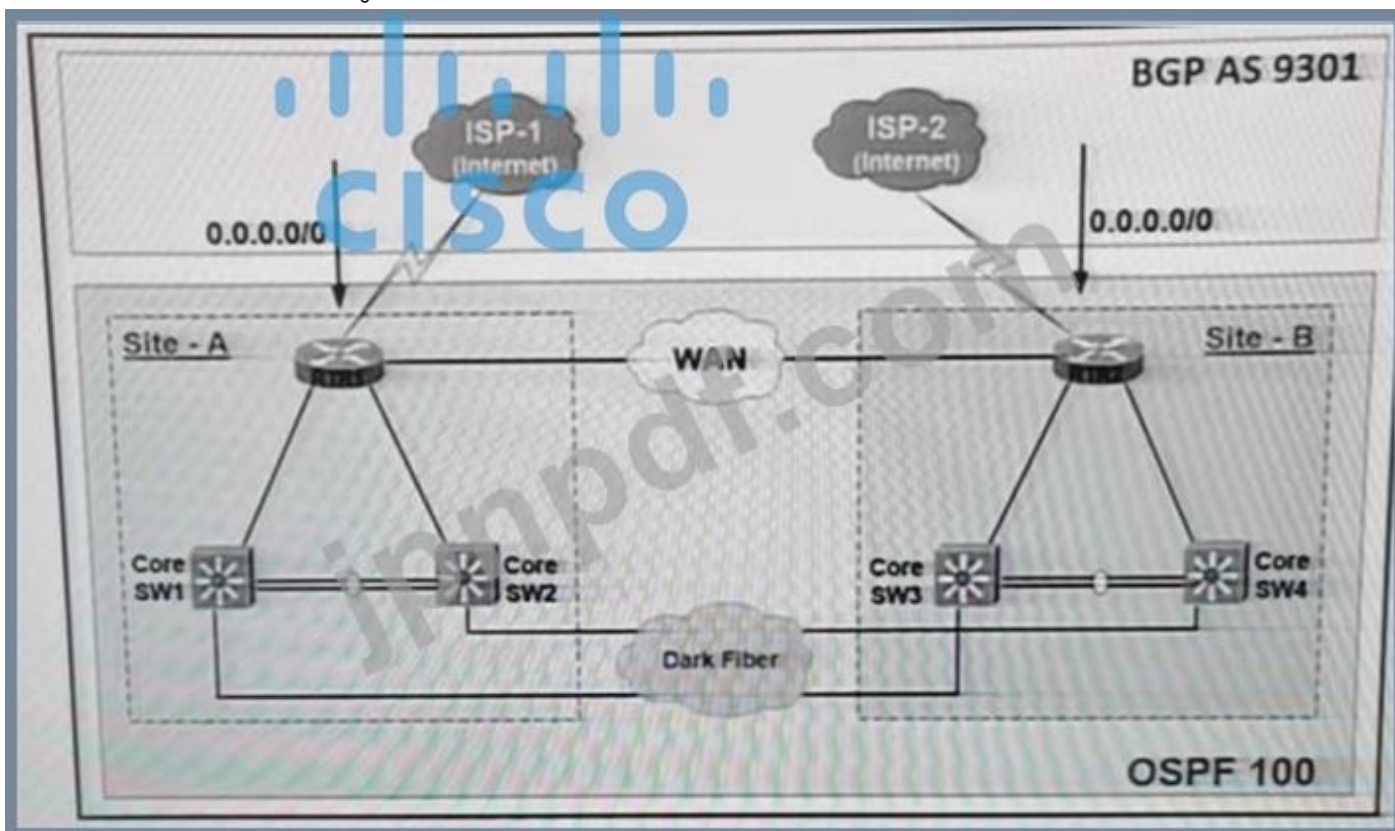 BGP AS 9301
ISP-1
(Internet)
ISP-2
(Internet)
CISCO
0.0.0.0/0
0.0.0.0/0
Site - A
WAN
Site - B
jpnpdf.com
Core
SW1
Core
SW2
Core
SW3
Core
SW4
Dark Fiber
OSPF 100